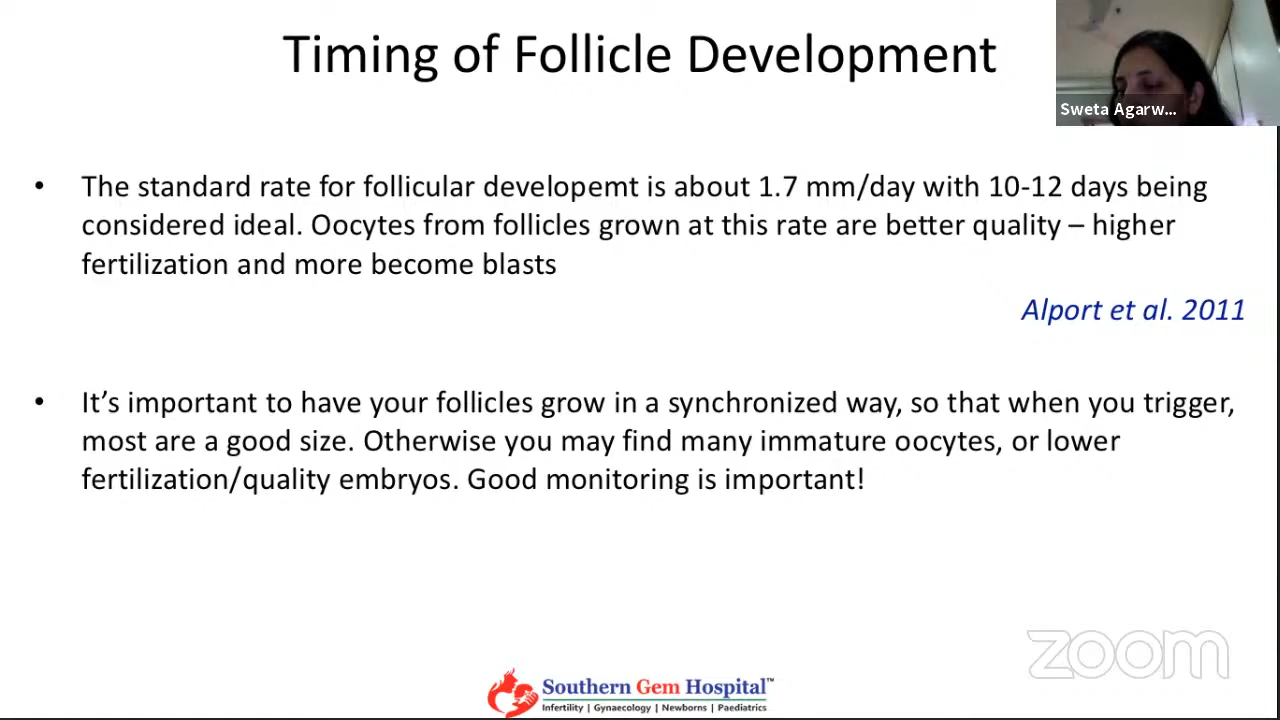 Timing of Follicle Development
Sweta Agarw...
• The standard rate for follicular developemt is about 1.7 mm/day with 10-12 days being
considered ideal. Oocytes from follicles grown at this rate are better quality – higher
fertilization and more become blasts
Alport et al. 2011
• It's important to have your follicles grow in a synchronized way, so that when you trigger,
most are a good size. Otherwise you may find many immature oocytes, or lower
fertilization/quality embryos. Good monitoring is important!
zoom
Southern Gem Hospital™
Infertility | Gynaecology | Newborns | Paediatrics